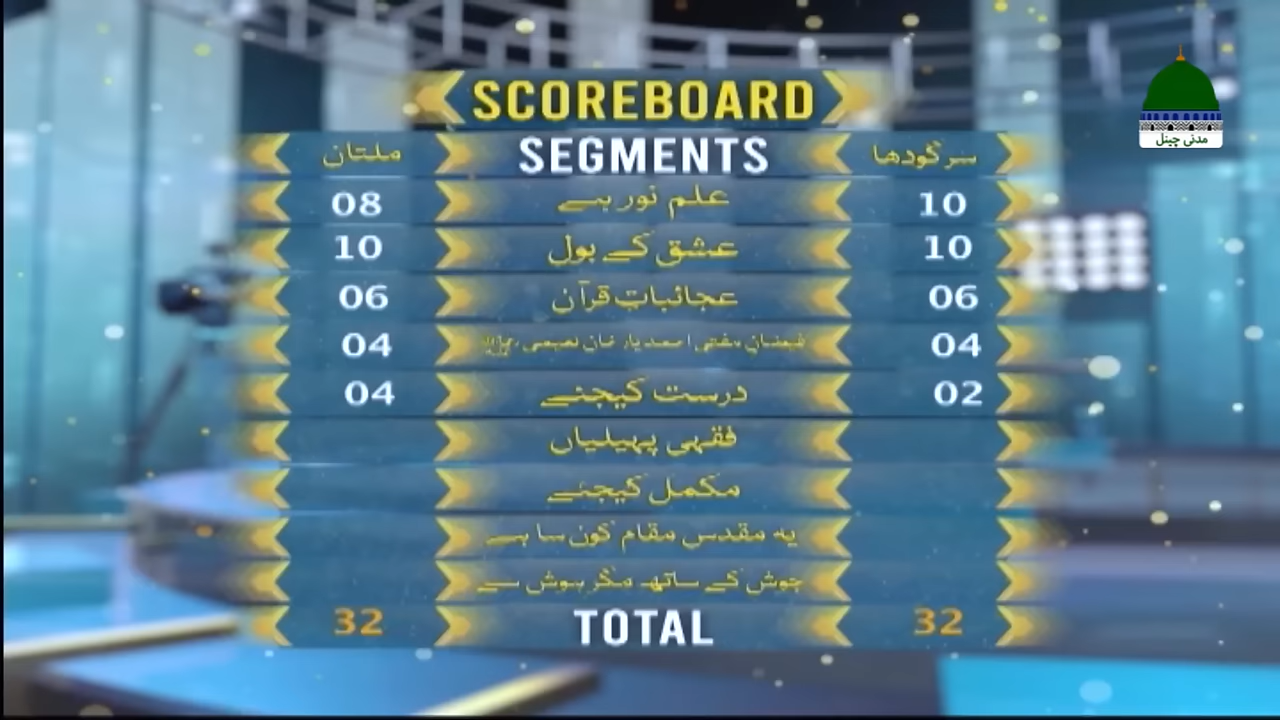 SCOREBOARD
ملتان SEGMENTS سرگودھا
08 علم نور ہے 10
10 عشق کے بول 10
06 عجائباتِ قرآن 06
04 فیضانِ مفتی احمد یار خان نعیمی 04
04 درست کیجئے 02
فقہی پہیلیاں
مکمل کیجئے
یہ مقدس مقام کون سا ہے
جوش کے ساتھ مگر ہوش سے
32 TOTAL 32
مدنی چینل